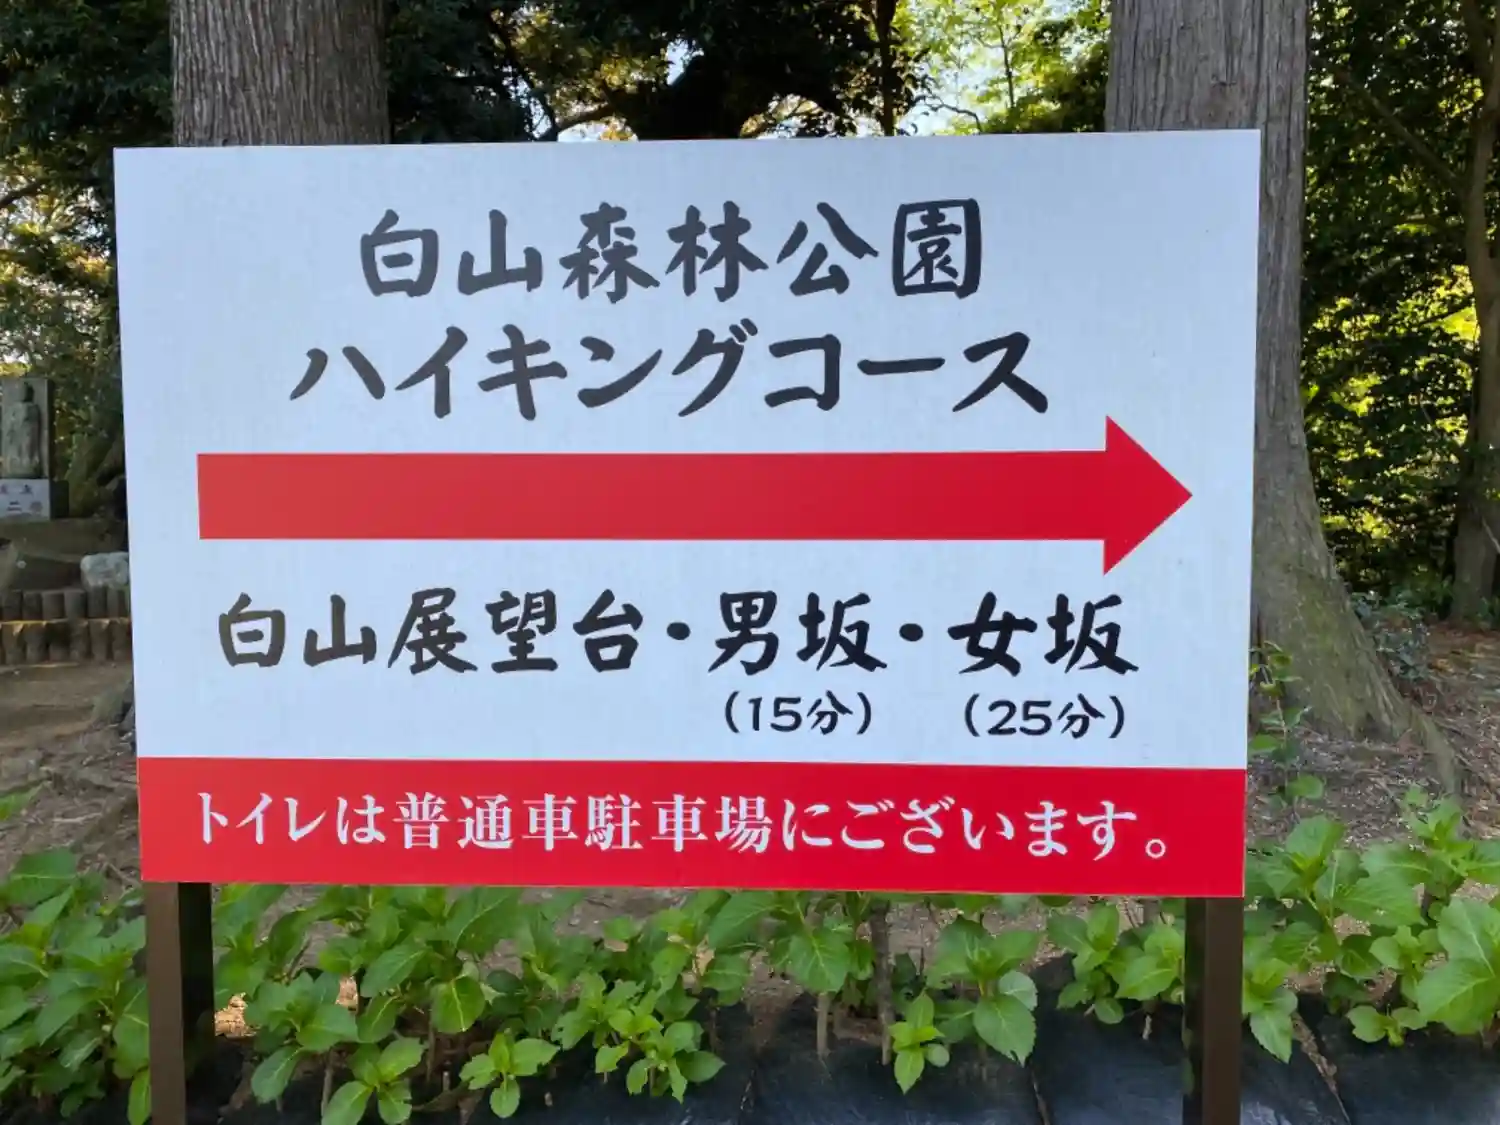 白山森林公園
ハイキングコース
白山展望台・男坂・女坂
(15分) (25分)
トイレは普通車駐車場にございます。